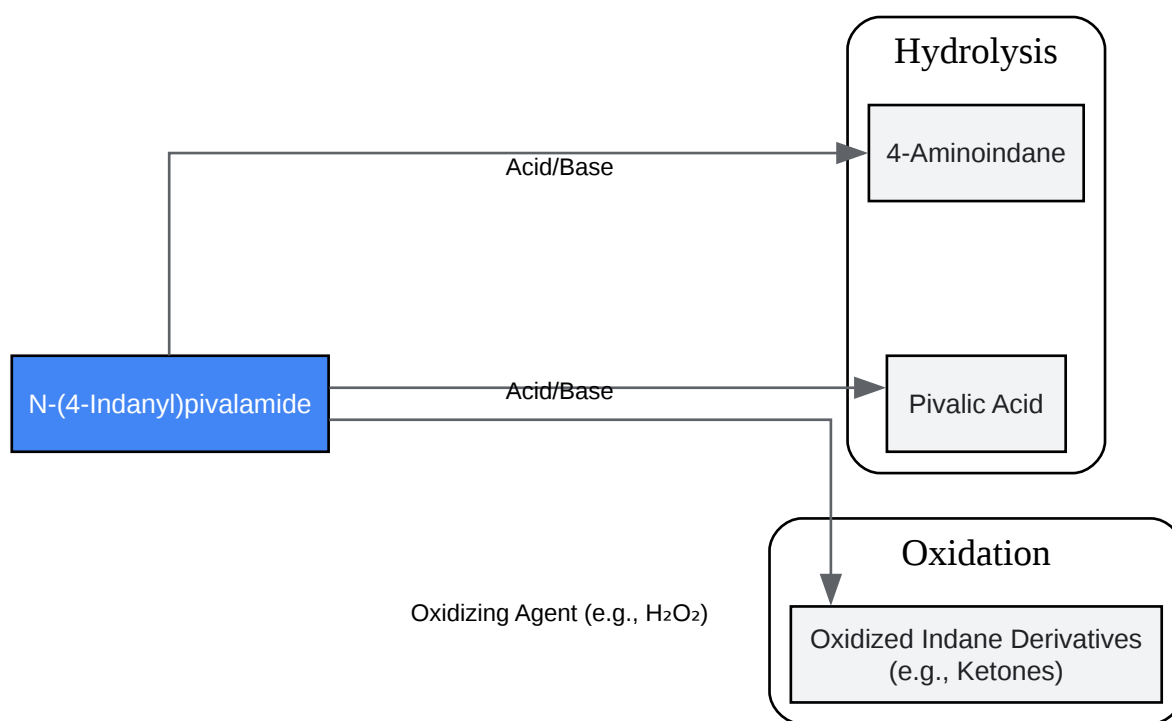 Hydrolysis
4-Aminoindane
Acid/Base
N-(4-Indanyl)pivalamide
Acid/Base
Pivalic Acid
Oxidation
Oxidizing Agent (e.g., H₂O₂)
Oxidized Indane Derivatives
(e.g., Ketones)